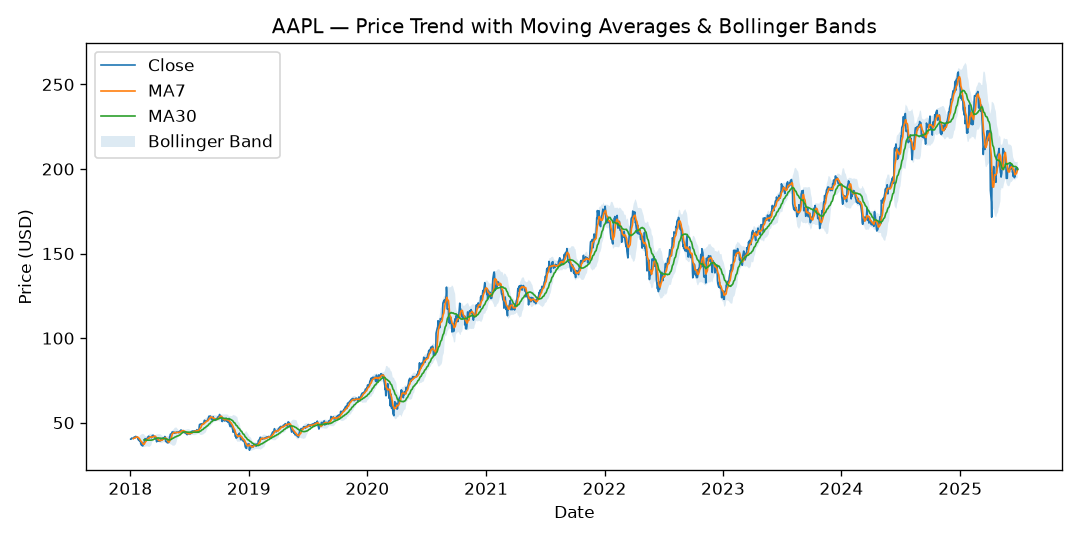 AAPL — Price Trend with Moving Averages & Bollinger Bands
Close
MA7
MA30
Bollinger Band
Price (USD)
250
200
150
100
50
2018 2019 2020 2021 2022 2023 2024 2025
Date